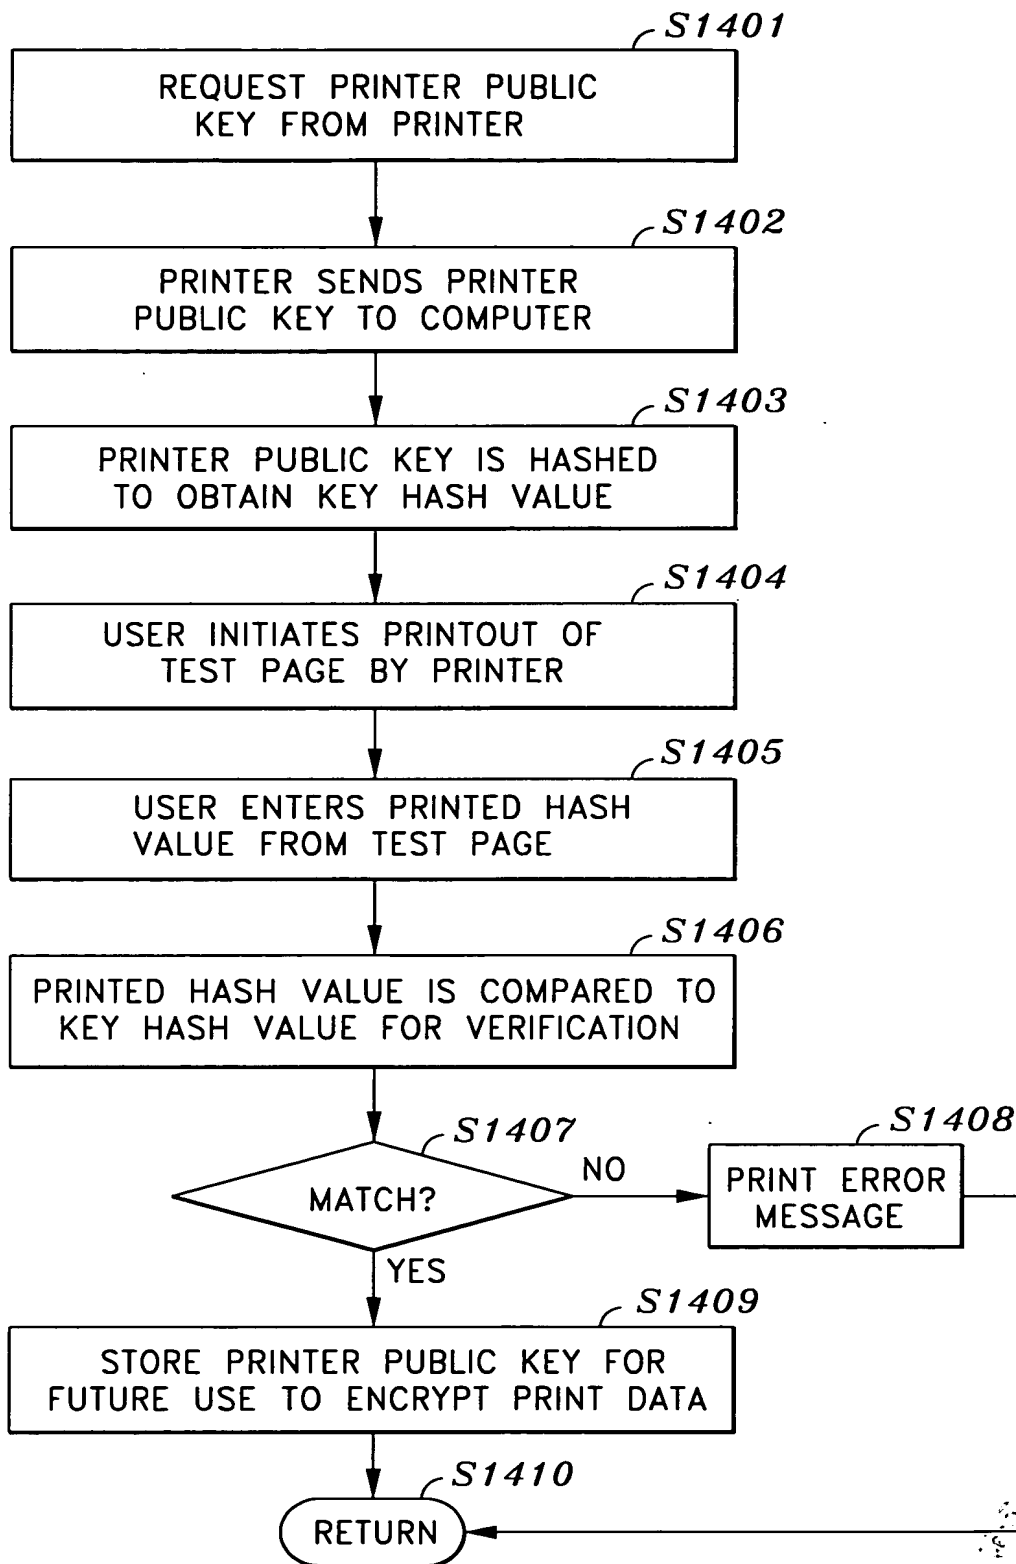 S1401
REQUEST PRINTER PUBLIC
KEY FROM PRINTER
S1402
PRINTER SENDS PRINTER
PUBLIC KEY TO COMPUTER
S1403
PRINTER PUBLIC KEY IS HASHED
TO OBTAIN KEY HASH VALUE
S1404
USER INITIATES PRINTOUT OF
TEST PAGE BY PRINTER
S1405
USER ENTERS PRINTED HASH
VALUE FROM TEST PAGE
S1406
PRINTED HASH VALUE IS COMPARED TO
KEY HASH VALUE FOR VERIFICATION
S1407
MATCH?
NO
S1408
PRINT ERROR
MESSAGE
YES
S1409
STORE PRINTER PUBLIC KEY FOR
FUTURE USE TO ENCRYPT PRINT DATA
S1410
RETURN